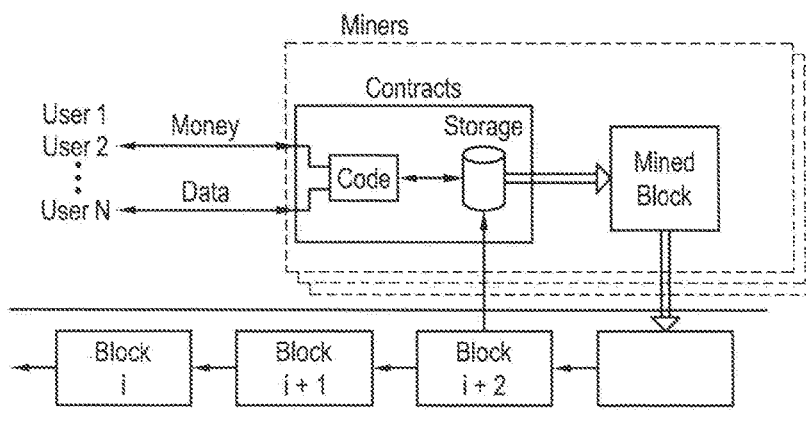 Miners
Contracts
User 1
User 2
User N
Money
Data
Code
Storage
Mined
Block
Block
i
Block
i + 1
Block
i + 2